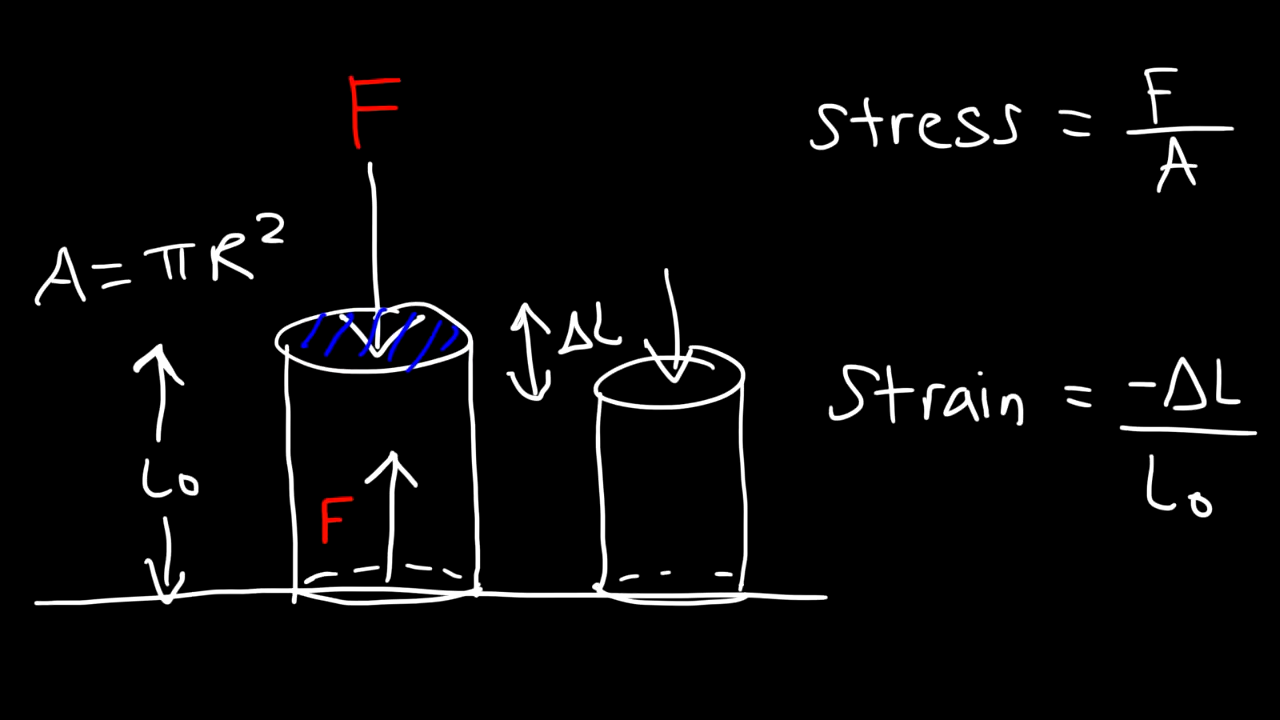 F
A = πR²
L₀
F
ΔL
stress = F/A
Strain = -ΔL/L₀